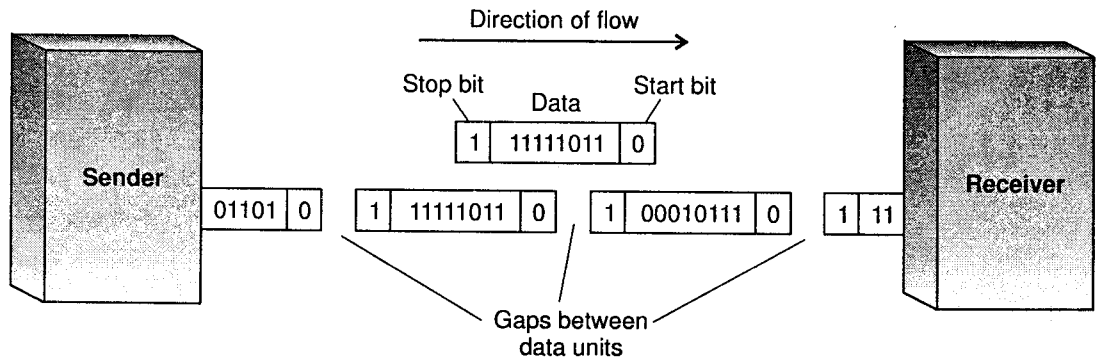 Direction of flow
Stop bit
Data
Start bit
1 11111011 0
Sender
Receiver
01101 0
1 11111011 0
1 00010111 0
1 11
Gaps between
data units